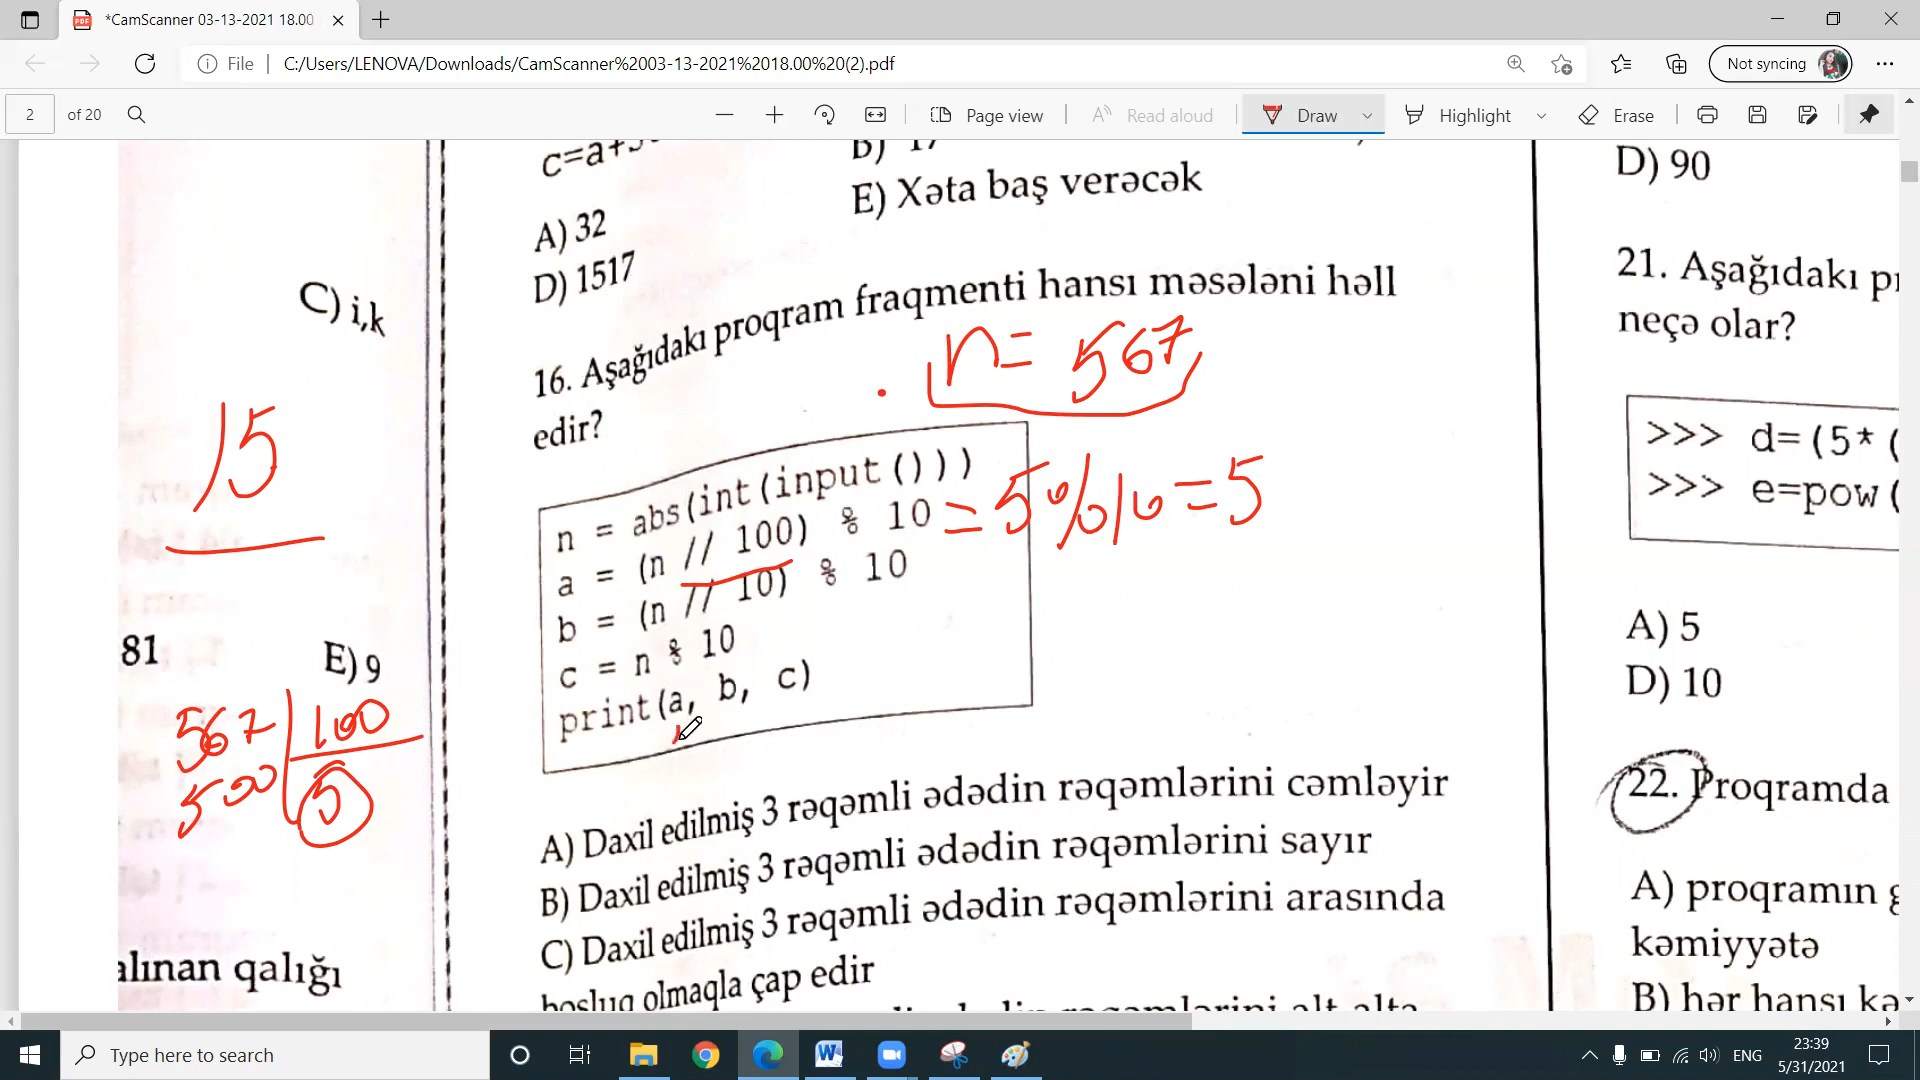 *CamScanner 03-13-2021 18.00
File
C:/Users/LENOVA/Downloads/CamScanner%2003-13-2021%2018.00%20(2).pdf
Not syncing
2 of 20
Page view
Read aloud
Draw
Highlight
Erase
C) i,k
15
81
E) 9
567 100
500 5
alınan qalığı
c=a+
B) 17
E) Xəta baş verəcək
A) 32
D) 1517
16. Aşağıdakı proqram fraqmenti hansı məsələni həll
edir?
n= 567
n = abs(int(input()))
a = (n // 100) % 10 = 5%10=5
b = (n // 10) % 10
c = n % 10
print(a, b, c)
A) Daxil edilmiş 3 rəqəmli ədədin rəqəmlərini cəmləyir
B) Daxil edilmiş 3 rəqəmli ədədin rəqəmlərini sayır
C) Daxil edilmiş 3 rəqəmli ədədin rəqəmlərini arasında
boşluq olmaqla çap edir
rəqəmlərini alt-alta
D) 90
21. Aşağıdakı
neçə olar?
>>> d=(5* (
>>> e=pow (
A) 5
D) 10
22. Proqramda
A) proqramın
kəmiyyətə
B) hər hansı
Type here to search
ENG
23:39
5/31/2021